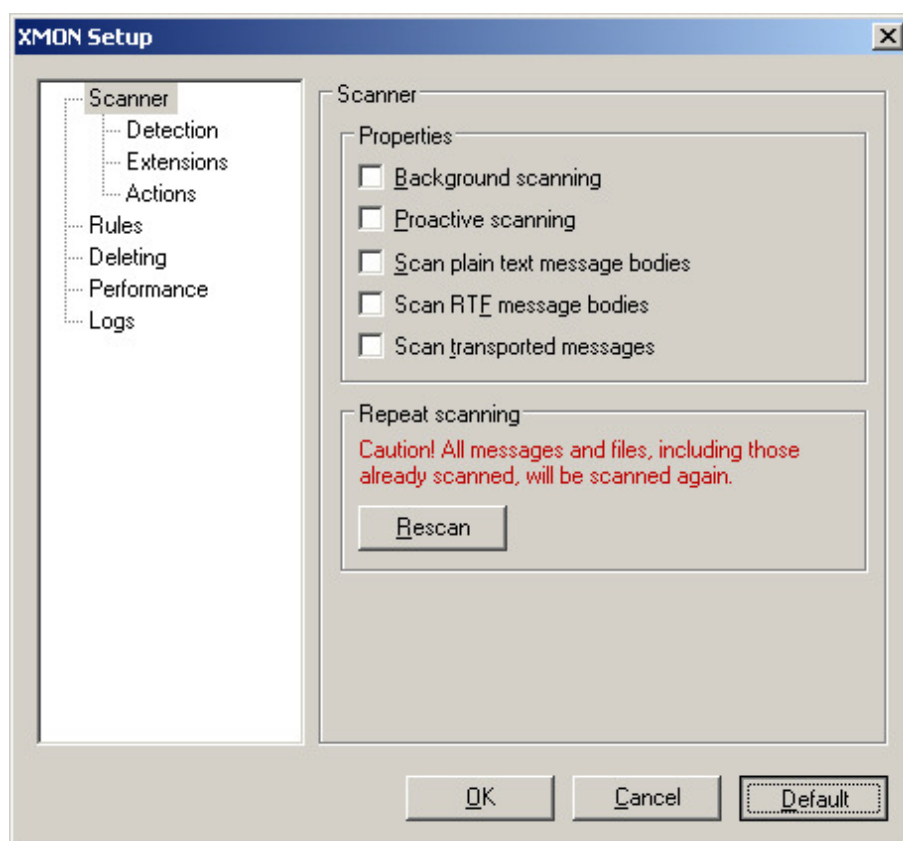 XMON Setup
Scanner
Detection
Extensions
Actions
Rules
Deleting
Performance
Logs
Scanner
Properties
Background scanning
Proactive scanning
Scan plain text message bodies
Scan RTF message bodies
Scan transported messages
Repeat scanning
Caution! All messages and files, including those
already scanned, will be scanned again.
Rescan
OK
Cancel
Default